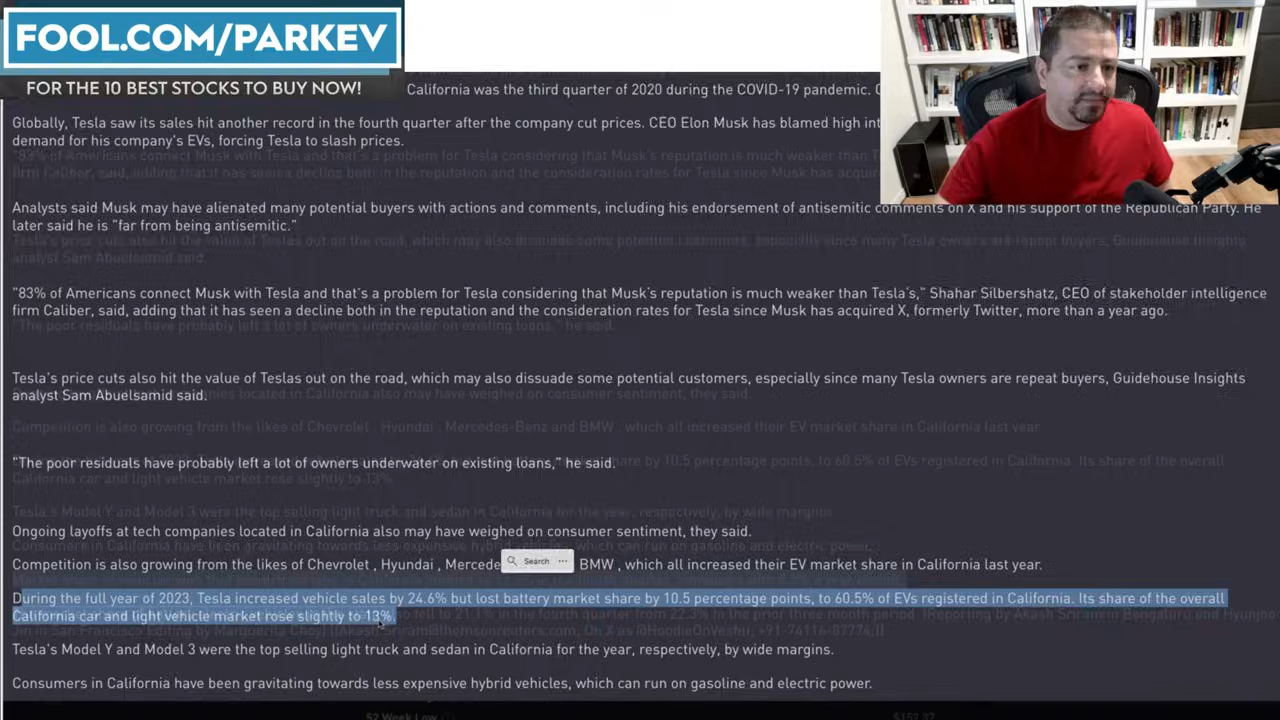 FOOL.COM/PARKEV
FOR THE 10 BEST STOCKS TO BUY NOW!
California was the third quarter of 2020 during the COVID-19 pandemic.
Globally, Tesla saw its sales hit another record in the fourth quarter after the company cut prices. CEO Elon Musk has blamed high
demand for his company's EVs, forcing Tesla to slash prices.
Analysts said Musk may have alienated many potential buyers with actions and comments, including his endorsement of antisemitic comments on X and his support of the Republican Party. He
later said he is "far from being antisemitic."
"83% of Americans connect Musk with Tesla and that's a problem for Tesla considering that Musk's reputation is much weaker than Tesla's," Shahar Silbershatz, CEO of stakeholder intelligence
firm Caliber, said, adding that it has seen a decline both in the reputation and the consideration rates for Tesla since Musk has acquired X, formerly Twitter, more than a year ago.
Tesla's price cuts also hit the value of Teslas out on the road, which may also dissuade some potential customers, especially since many Tesla owners are repeat buyers, Guidehouse Insights
analyst Sam Abuelsamid said.
"The poor residuals have probably left a lot of owners underwater on existing loans," he said.
Ongoing layoffs at tech companies located in California also may have weighed on consumer sentiment, they said.
Competition is also growing from the likes of Chevrolet , Hyundai , Mercede Search ... BMW , which all increased their EV market share in California last year.
During the full year of 2023, Tesla increased vehicle sales by 24.6% but lost battery market share by 10.5 percentage points, to 60.5% of EVs registered in California. Its share of the overall
California car and light vehicle market rose slightly to 13%.
Tesla's Model Y and Model 3 were the top selling light truck and sedan in California for the year, respectively, by wide margins.
Consumers in California have been gravitating towards less expensive hybrid vehicles, which can run on gasoline and electric power.
52 Week Low